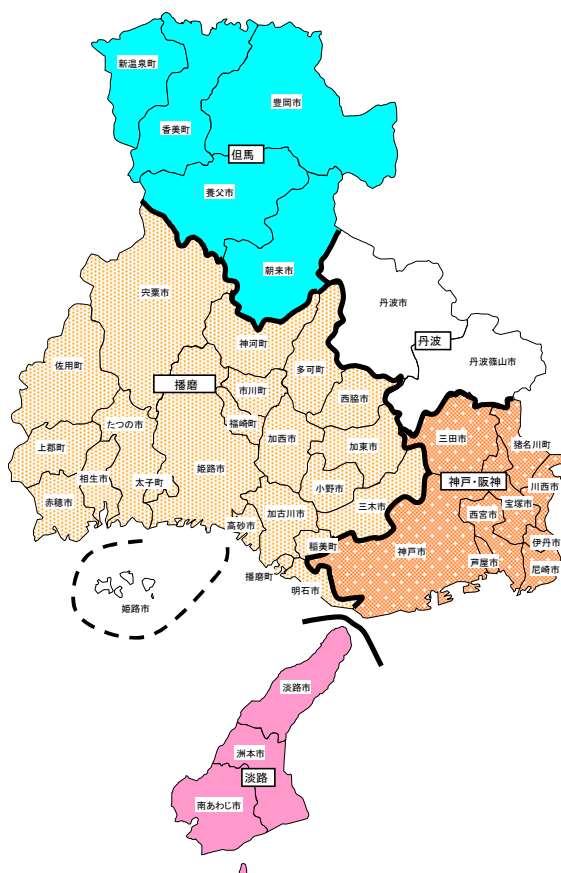 新温泉町
豊岡市
香美町
但馬
養父市
朝来市
宍粟市
丹波市
神河町
丹波
佐用町
多可町
丹波篠山市
播磨
市川町
西脇市
たつの市
福崎町
三田市
猪名川町
上郡町
加西市
加東市
相生市
太子町
姫路市
小野市
神戸・阪神
川西市
赤穂市
三木市
宝塚市
高砂市
加古川市
西宮市
稲美町
神戸市
伊丹市
芦屋市
尼崎市
播磨町
明石市
姫路市
淡路市
洲本市
淡路
南あわじ市